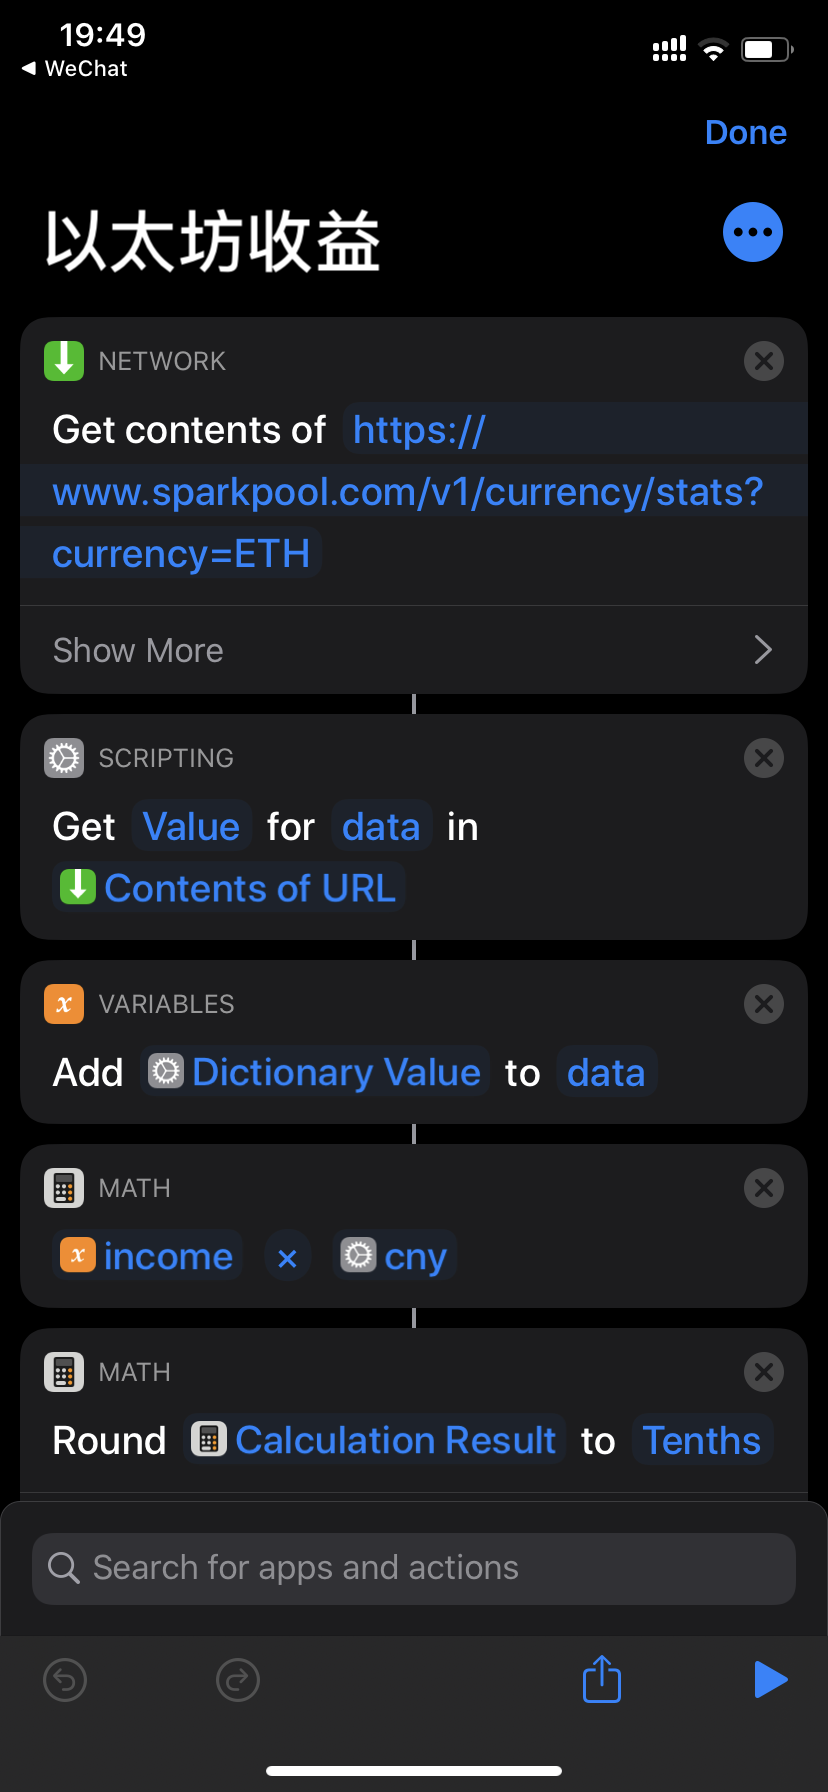 19:49
◀ WeChat
Done
以太坊收益
NETWORK
Get contents of https://
www.sparkpool.com/v1/currency/stats?
currency=ETH
Show More
SCRIPTING
Get Value for data in
Contents of URL
VARIABLES
Add Dictionary Value to data
MATH
income × cny
MATH
Round Calculation Result to Tenths
Search for apps and actions